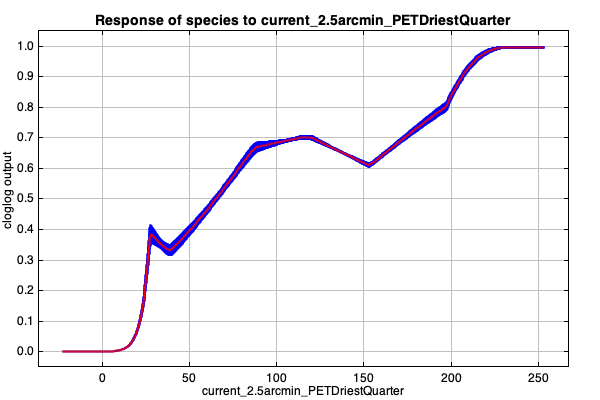 Response of species to current_2.5arcmin_PETDriestQuarter
cloglog output
1.0
0.9
0.8
0.7
0.6
0.5
0.4
0.3
0.2
0.1
0.0
0 50 100 150 200 250
current_2.5arcmin_PETDriestQuarter